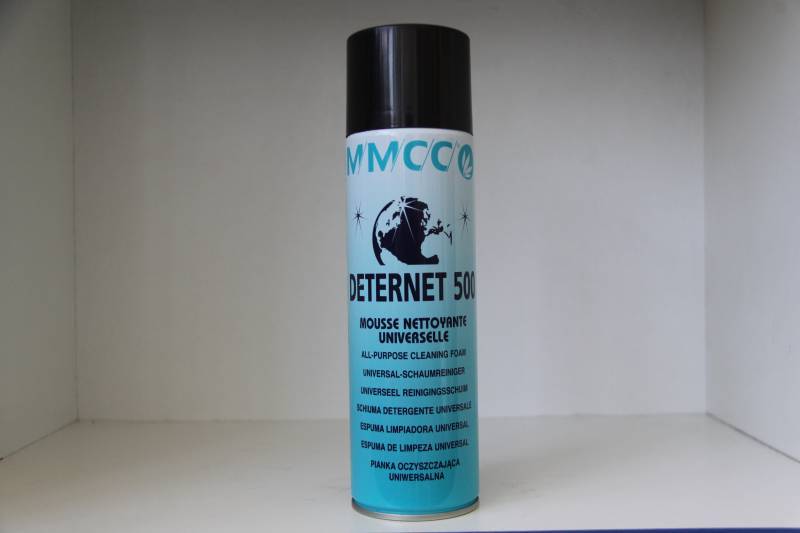 MMCC
DETERNET 500
MOUSSE NETTOYANTE
UNIVERSELLE
ALL-PURPOSE CLEANING FOAM
UNIVERSAL-SCHAUMREINIGER
UNIVERSEEL REINIGINGSSCHUIM
SCHIUMA DETERGENTE UNIVERSALE
ESPUMA LIMPIADORA UNIVERSAL
ESPUMA DE LIMPEZA UNIVERSAL
PIANKA OCZYSZCZAJĄCA
UNIWERSALNA